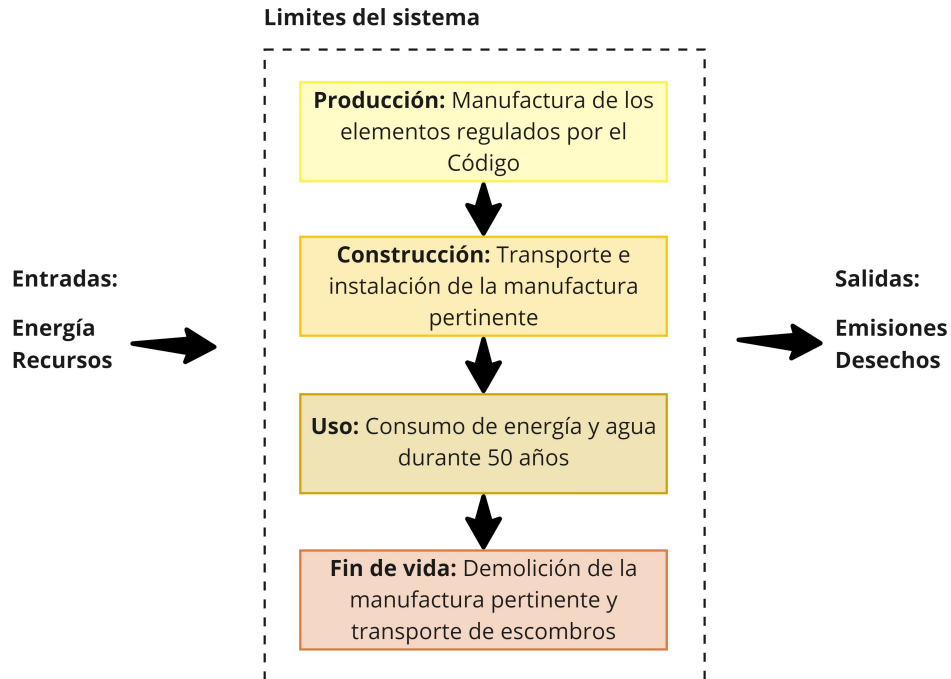 Limites del sistema
Producción: Manufactura de los
elementos regulados por el
Código
Construcción: Transporte e
instalación de la manufactura
pertinente
Entradas:
Energía
Recursos
Salidas:
Emisiones
Desechos
Uso: Consumo de energía y agua
durante 50 años
Fin de vida: Demolición de la
manufactura pertinente y
transporte de escombros